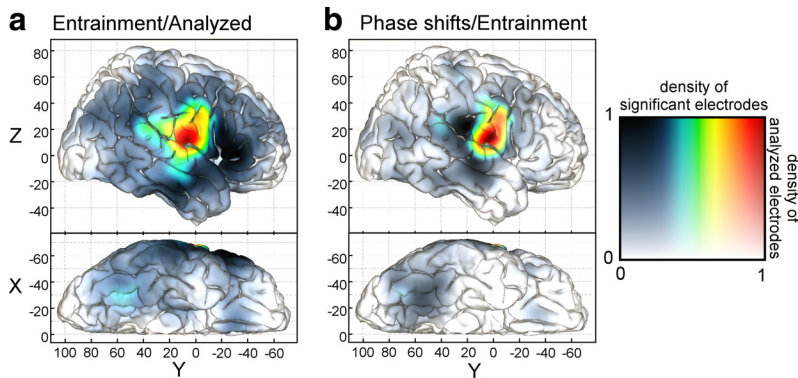 a Entrainment/Analyzed
b Phase shifts/Entrainment
80
60
40
20
0
-20
-40
Z
80
60
40
20
0
-20
-40
-60
-40
-20
0
X
-60
-40
-20
0
100 80 60 40 20 0 -20 -40 -60
Y
100 80 60 40 20 0 -20 -40 -60
Y
density of
significant electrodes
1
density of
analyzed electrodes
0
1